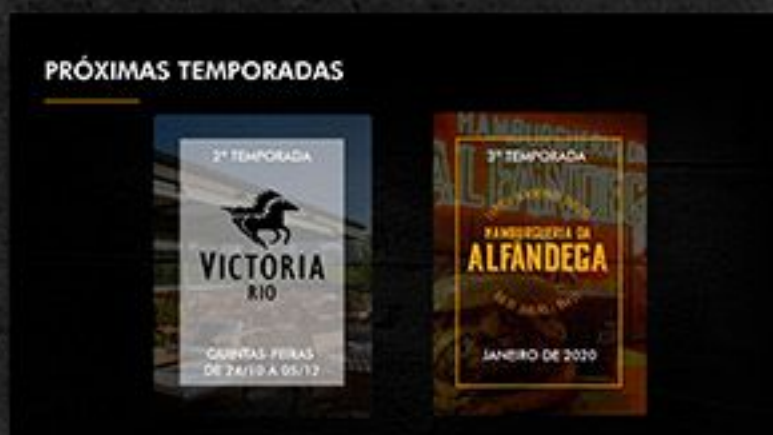 PRÓXIMAS TEMPORADAS
2ª TEMPORADA
VICTORIA
RIO
QUINTAS-FEIRAS
DE 24/10 A 05/12
3ª TEMPORADA
HAMBURGUERIA DA
ALFANDEGA
JANEIRO DE 2020